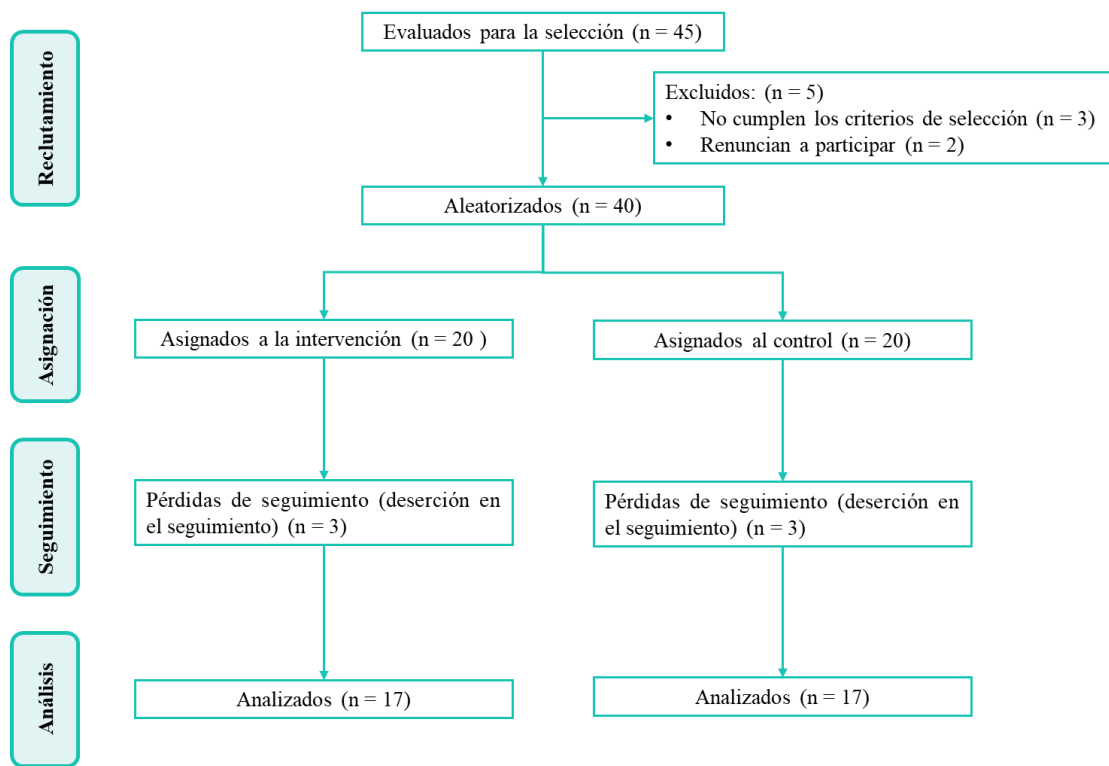 Reclutamiento
Evaluados para la selección (n = 45)
Excluidos: (n = 5)
• No cumplen los criterios de selección (n = 3)
• Renuncian a participar (n = 2)
Aleatorizados (n = 40)
Asignación
Asignados a la intervención (n = 20 )
Asignados al control (n = 20)
Seguimiento
Pérdidas de seguimiento (deserción en
el seguimiento) (n = 3)
Pérdidas de seguimiento (deserción en
el seguimiento) (n = 3)
Análisis
Analizados (n = 17)
Analizados (n = 17)